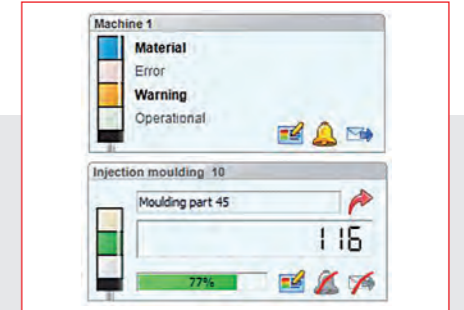 Machine 1
Material
Error
Warning
Operational
Injection moulding 10
Moulding part 45
116
77%